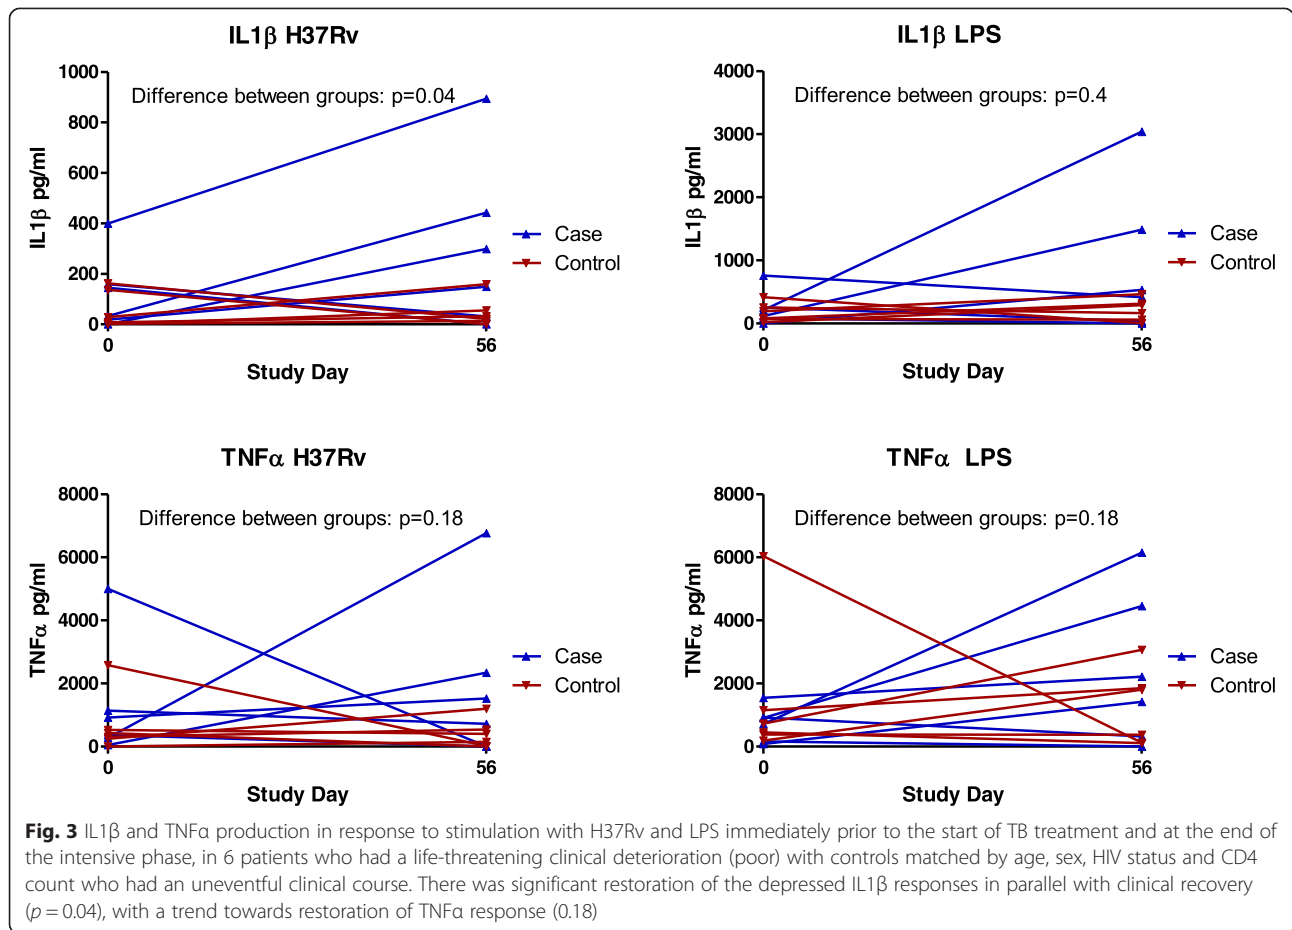 IL1β H37Rv
Difference between groups: p=0.04
1000
800
600
400
200
0
IL1β pg/ml
0
56
Study Day
Case
Control
IL1β LPS
Difference between groups: p=0.4
4000
3000
2000
1000
0
IL1β pg/ml
0
56
Study Day
Case
Control
TNFα H37Rv
Difference between groups: p=0.18
8000
6000
4000
2000
0
TNFα pg/ml
0
56
Study Day
Case
Control
TNFα LPS
Difference between groups: p=0.18
8000
6000
4000
2000
0
TNFα pg/ml
0
56
Study Day
Case
Control
Fig. 3 IL1β and TNFα production in response to stimulation with H37Rv and LPS immediately prior to the start of TB treatment and at the end of
the intensive phase, in 6 patients who had a life-threatening clinical deterioration (poor) with controls matched by age, sex, HIV status and CD4
count who had an uneventful clinical course. There was significant restoration of the depressed IL1β responses in parallel with clinical recovery
(p = 0.04), with a trend towards restoration of TNFα response (0.18)